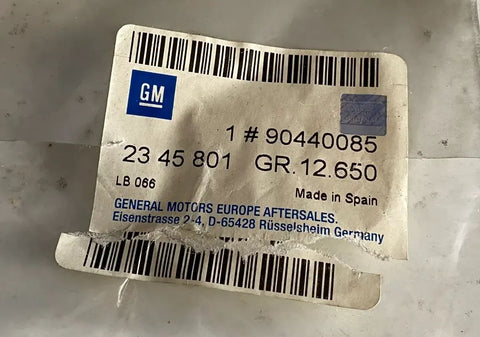 GM
1 # 90440085
23 45 801 GR.12.650
LB 066
Made in Spain
GENERAL MOTORS EUROPE AFTERSALES.
Eisenstrasse 2-4, D-65428 Rüsselsheim Germany